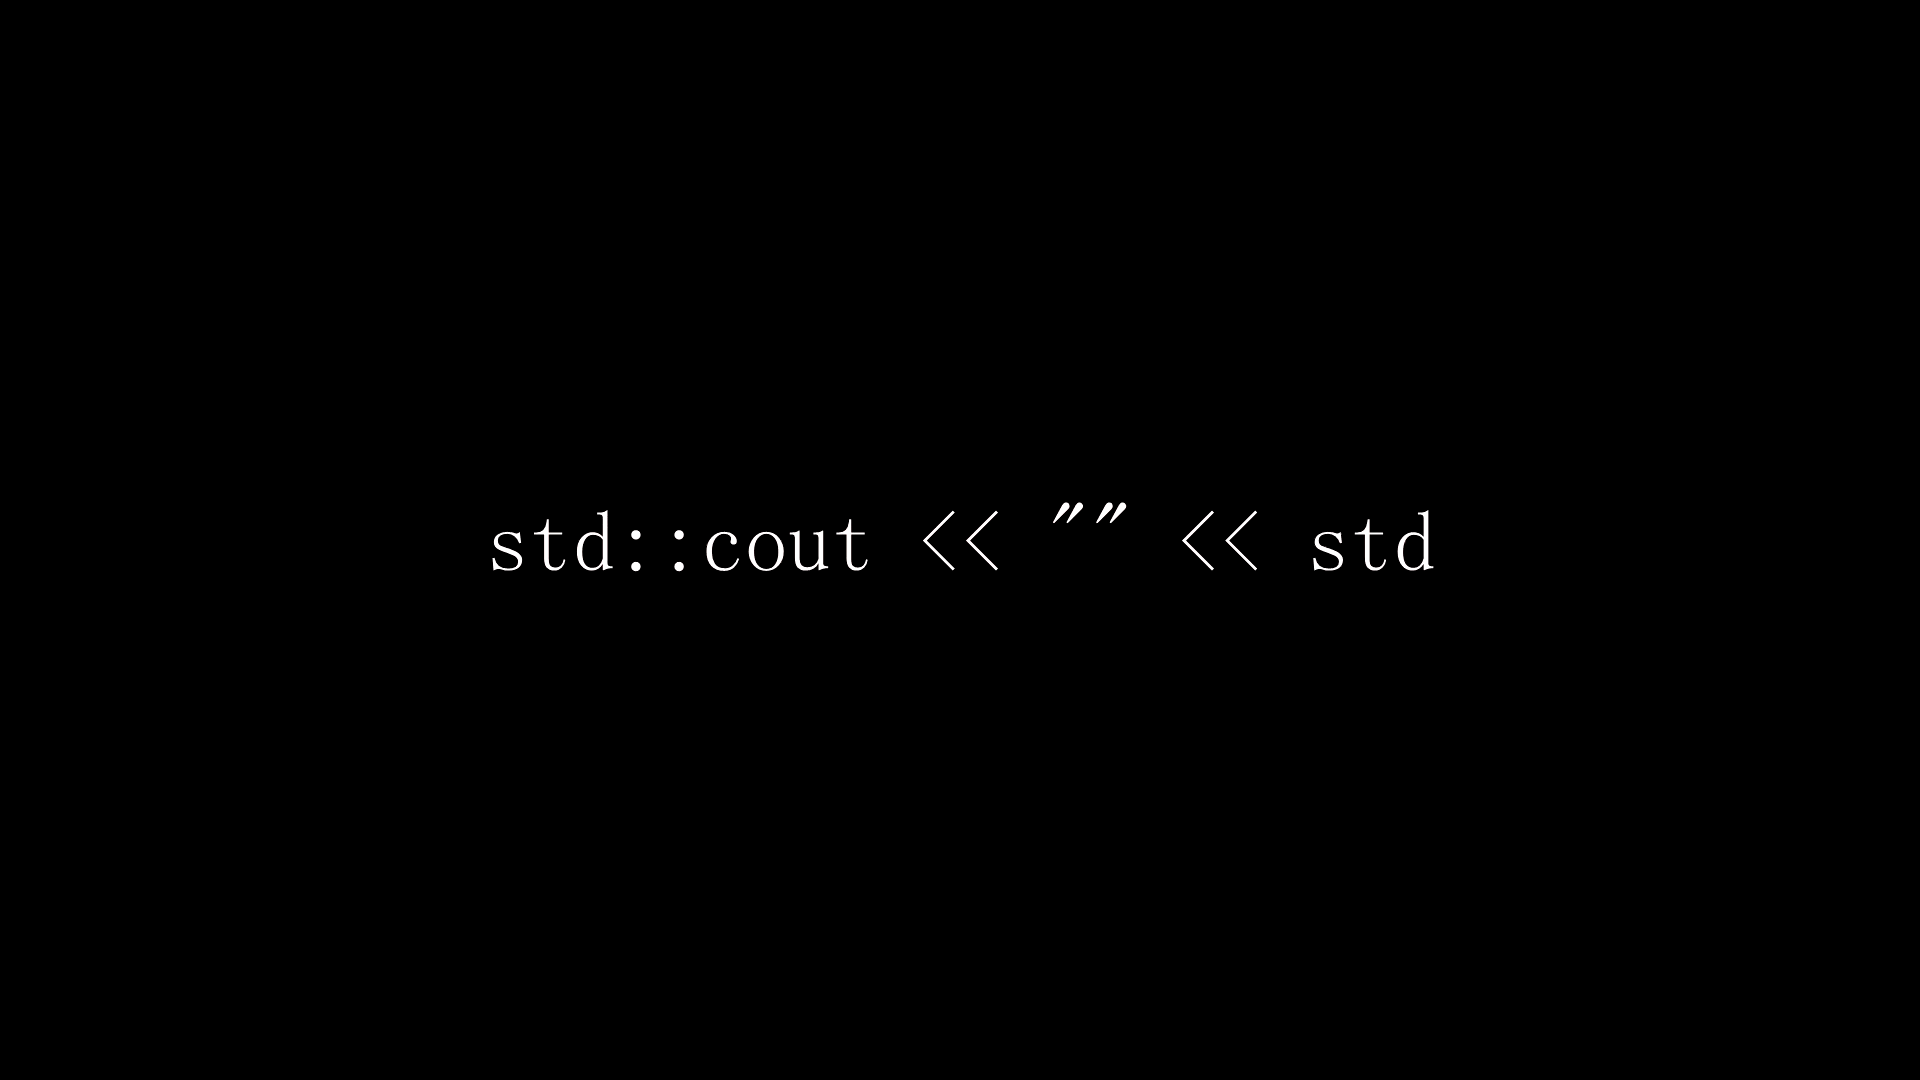 std::cout << "" << std